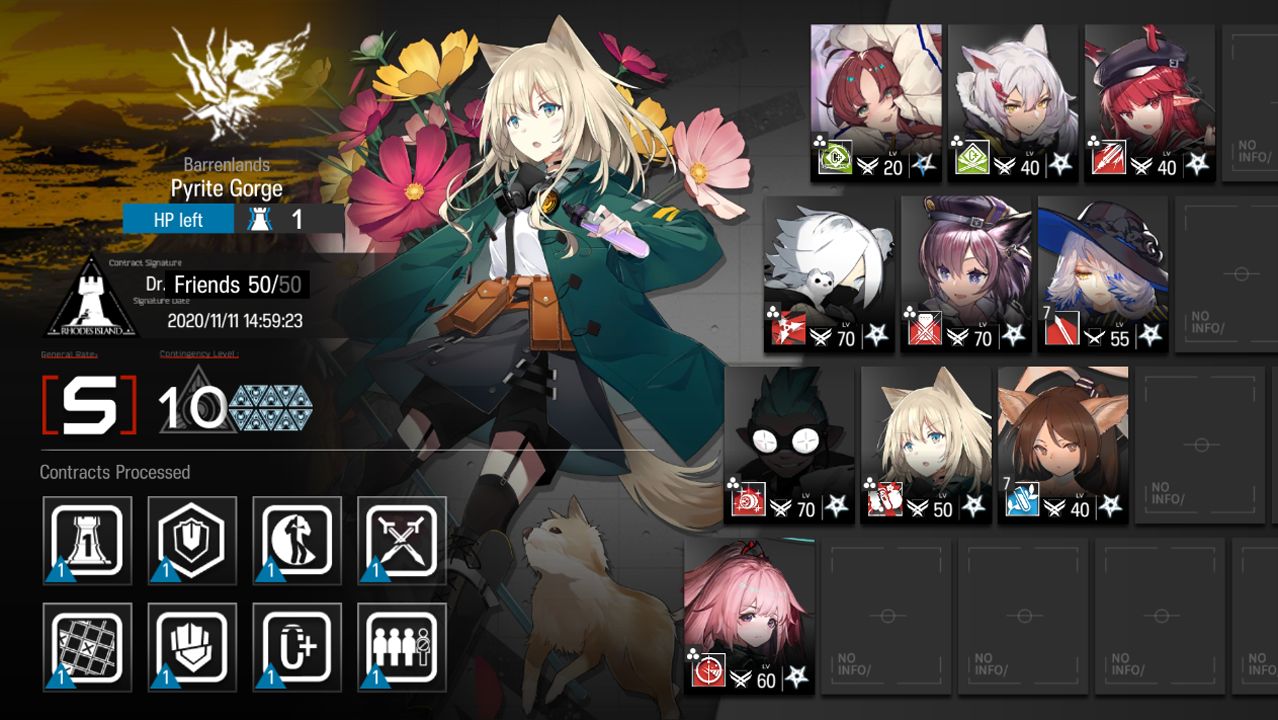 Barrenlands
Pyrite Gorge
HP left 1
Contract Signature
Dr. Friends 50/50
Signature Date
2020/11/11 14:59:23
RHODES ISLAND
General Rate:
Contingency Level:
[S]
10
Contracts Processed
1
1 1 1 1
1 1 1 1
LV 20
LV 40
LV 40
NO INFO/
LV 70
LV 70
7 LV 55
NO INFO/
LV 70
LV 50
7 LV 40
NO INFO/
LV 60
NO INFO/
NO INFO/
NO INFO/
NO INFO/